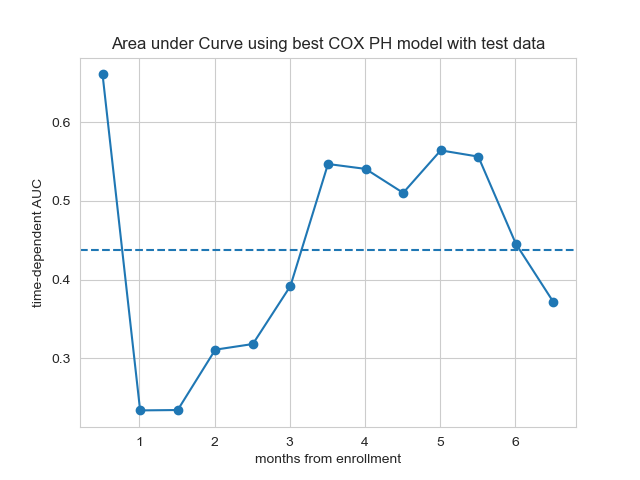 Area under Curve using best COX PH model with test data
time-dependent AUC
0.6
0.5
0.4
0.3
1 2 3 4 5 6
months from enrollment